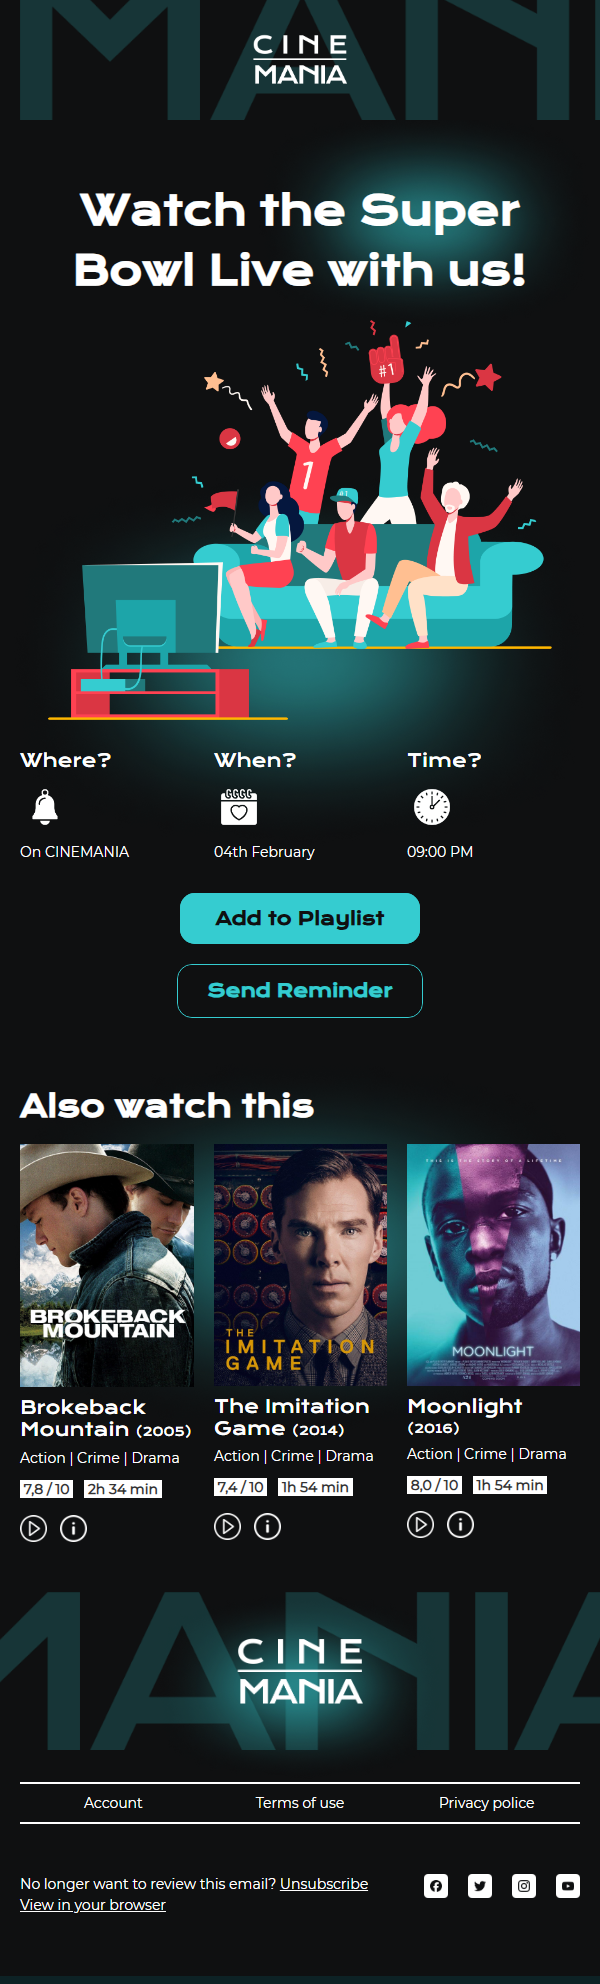 MAN
CINE
MANIA
Watch the Super
Bowl Live with us!
#1
1
Where?
When?
Time?
On CINEMANIA
04th February
09:00 PM
Add to Playlist
Send Reminder
Also watch this
BROKEBACK
MOUNTAIN
THE
IMITATION
GAME
THIS IS THE STORY OF A LIFETIME
MOONLIGHT
Brokeback
Mountain (2005)
Action | Crime | Drama
7,8 / 10 2h 34 min
The Imitation
Game (2014)
Action | Crime | Drama
7,4 / 10 1h 54 min
Moonlight
(2016)
Action | Crime | Drama
8,0 / 10 1h 54 min
MANIA
CINE
MANIA
Account
Terms of use
Privacy police
No longer want to review this email? Unsubscribe
View in your browser